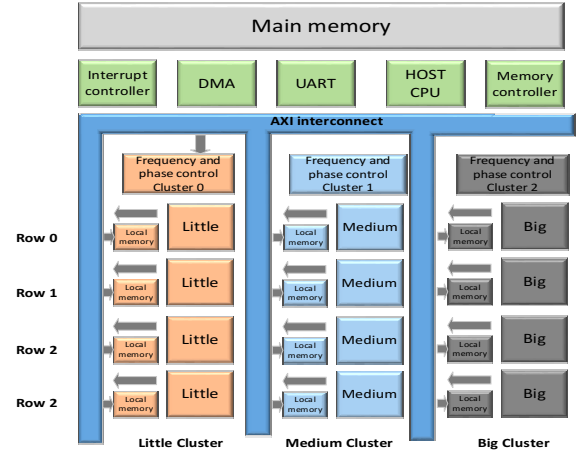 Main memory
Interrupt
controller
DMA
UART
HOST
CPU
Memory
controller
AXI interconnect
Frequency and
phase control
Cluster 0
Frequency and
phase control
Cluster 1
Frequency and
phase control
Cluster 2
Row 0
Local
memory
Little
Local
memory
Medium
Local
memory
Big
Row 1
Local
memory
Little
Local
memory
Medium
Local
memory
Big
Row 2
Local
memory
Little
Local
memory
Medium
Local
memory
Big
Row 2
Local
memory
Little
Local
memory
Medium
Local
memory
Big
Little Cluster
Medium Cluster
Big Cluster